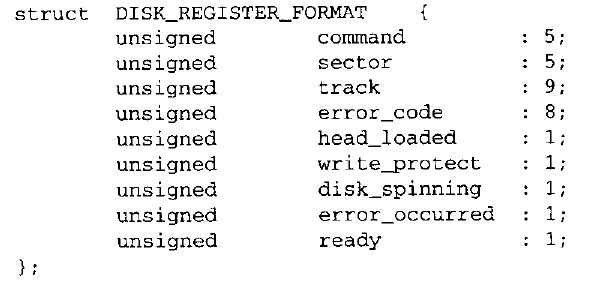 struct DISK_REGISTER_FORMAT {
unsigned command : 5;
unsigned sector : 5;
unsigned track : 9;
unsigned error_code : 8;
unsigned head_loaded : 1;
unsigned write_protect : 1;
unsigned disk_spinning : 1;
unsigned error_occurred : 1;
unsigned ready : 1;
};